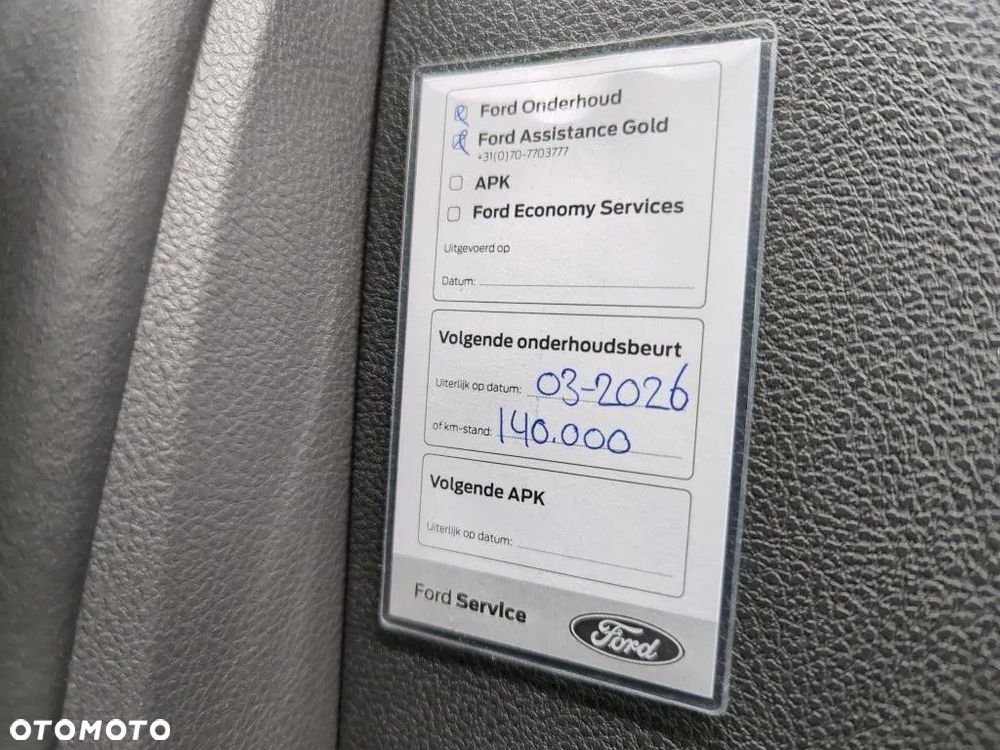 Ford Onderhoud
Ford Assistance Gold
+31(0)70-7703777
APK
Ford Economy Services
Uitgevoerd op
Datum:
Volgende onderhoudsbeurt
Uiterlijk op datum: 03-2026
of km-stand: 140.000
Volgende APK
Uiterlijk op datum:
Ford Service
Ford
OTOMOTO